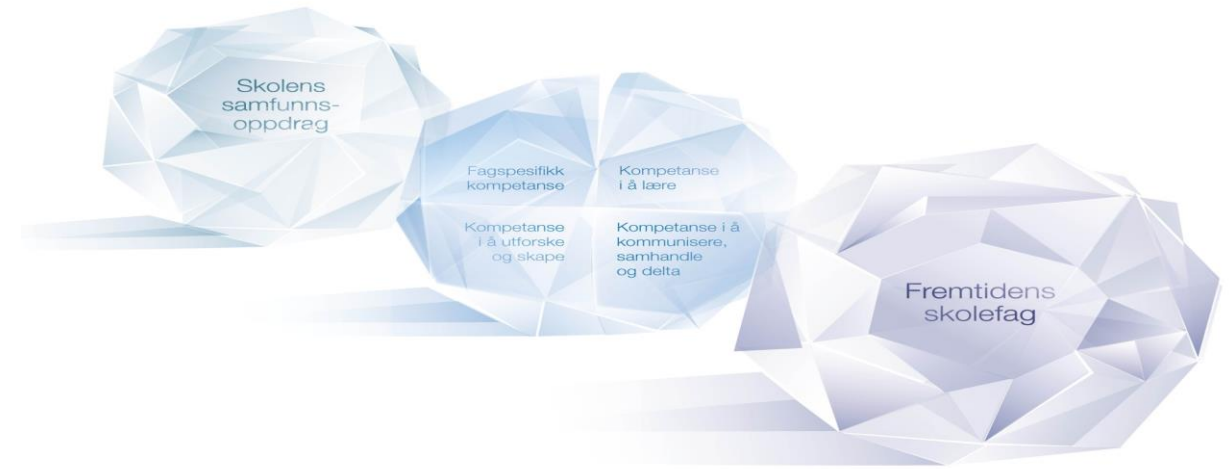 Skolens
samfunns-
oppdrag
Fagspesifikk
kompetanse
Kompetanse
i å lære
Kompetanse
i å utforske
og skape
Kompetanse i å
kommunisere,
samhandle
og delta
Fremtidens
skolefag